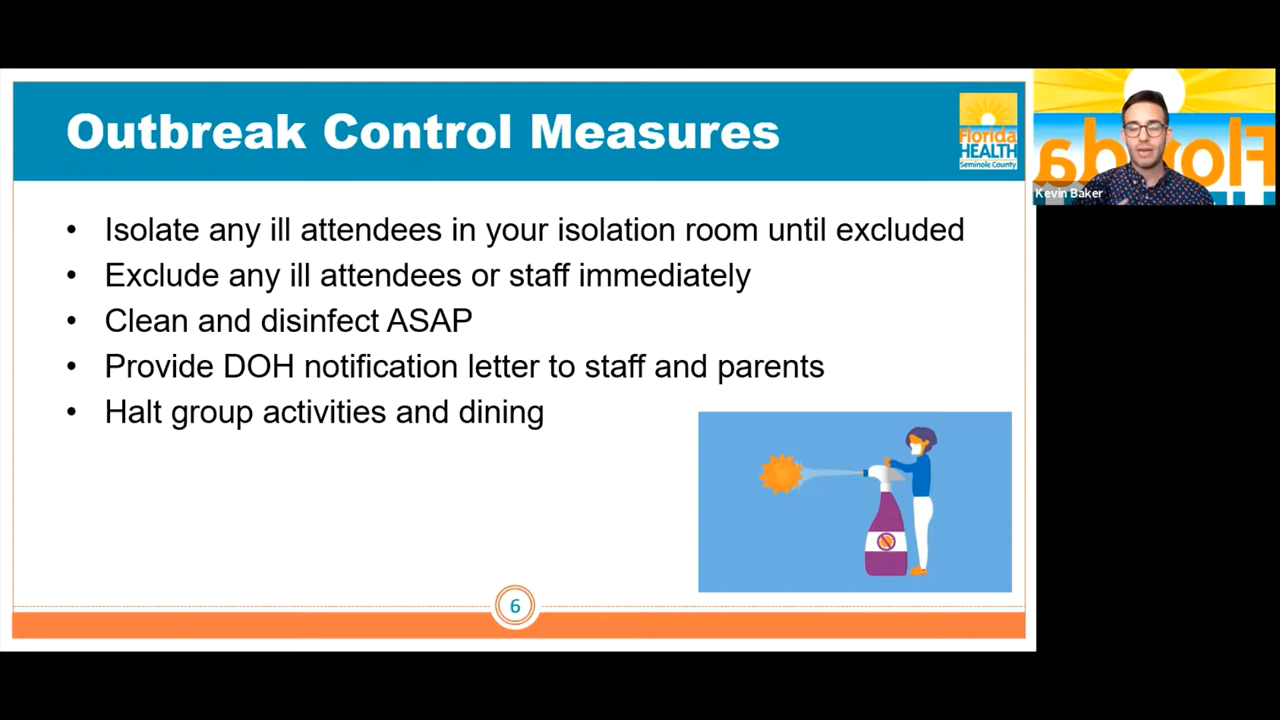 Outbreak Control Measures
Florida
HEALTH
Seminole County
• Isolate any ill attendees in your isolation room until excluded
• Exclude any ill attendees or staff immediately
• Clean and disinfect ASAP
• Provide DOH notification letter to staff and parents
• Halt group activities and dining
6
Florida
Kevin Baker